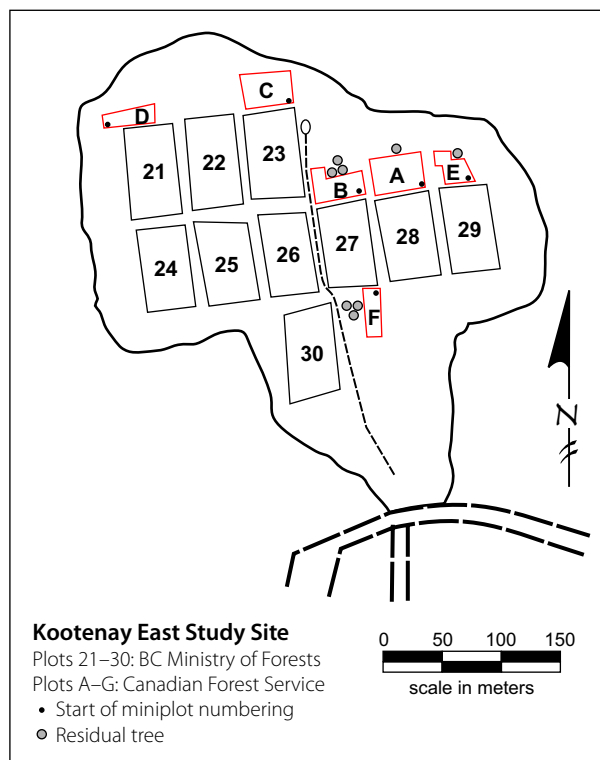 C
D
23
22
21
A
E
B
26
27
28
29
24
25
F
30
N
Kootenay East Study Site
Plots 21–30: BC Ministry of Forests
Plots A–G: Canadian Forest Service
• Start of miniplot numbering
Residual tree
0 50 100 150
scale in meters